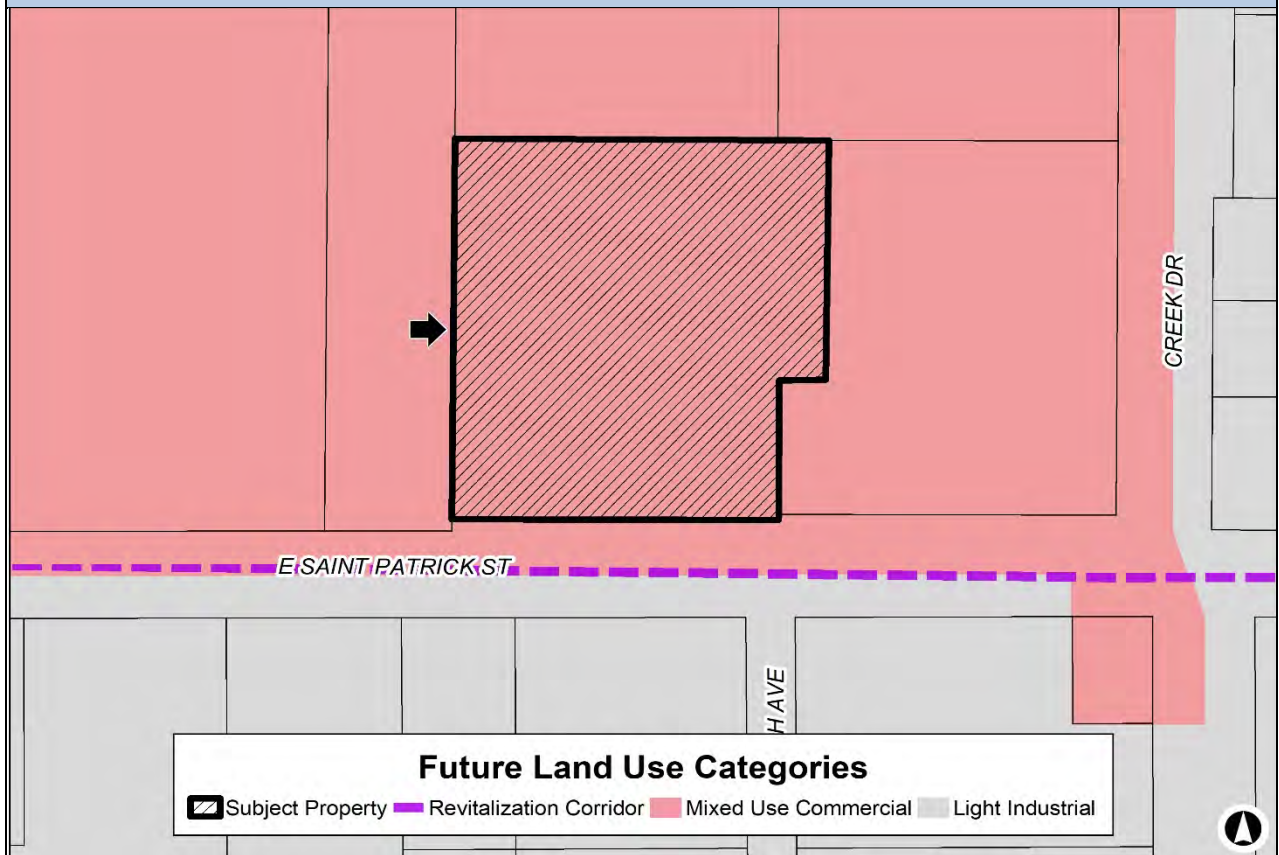 CREEK DR
E SAINT PATRICK ST
H AVE
Future Land Use Categories
Subject Property Revitalization Corridor Mixed Use Commercial Light Industrial